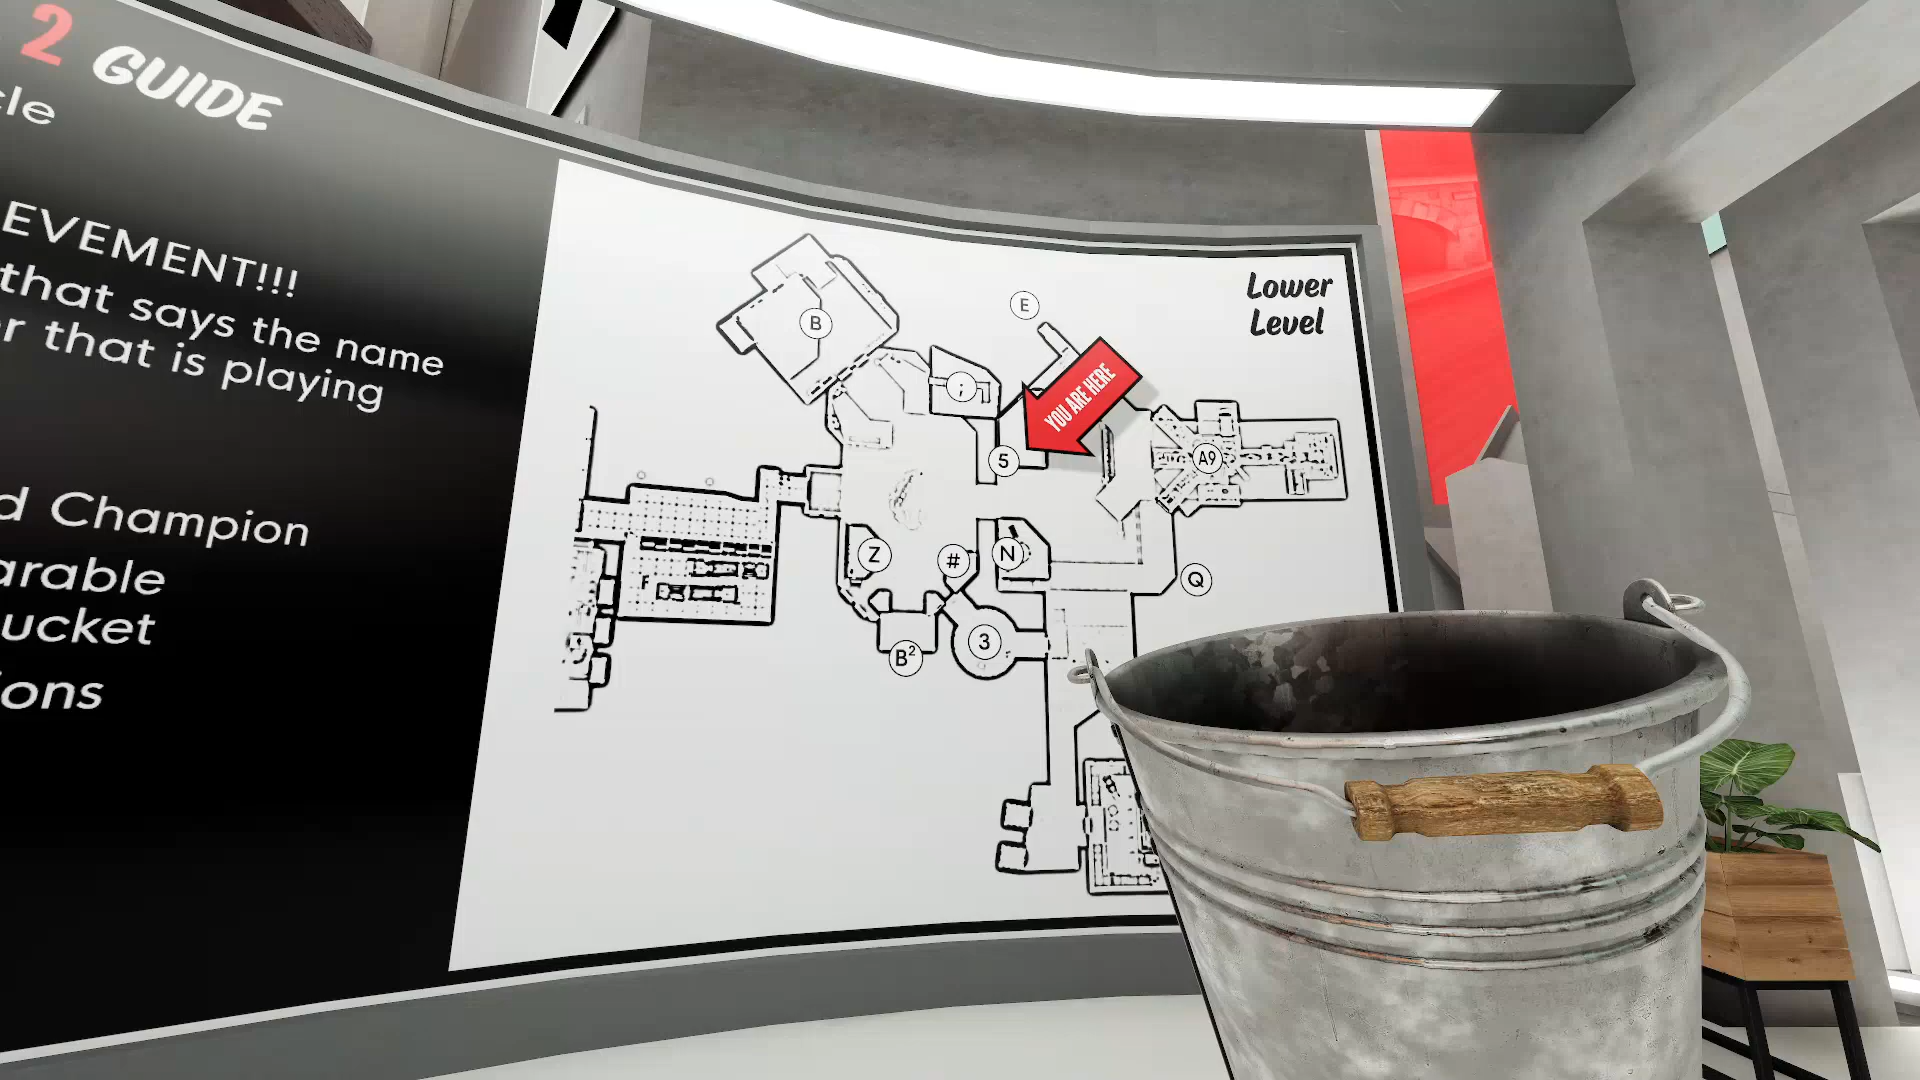 2 GUIDE
cle
EVEMENT!!!
that says the name
r that is playing
d Champion
arable
ucket
ions
Lower
Level
B
E
;
YOU ARE HERE
5
A9
Z
#
N
Q
3
B²